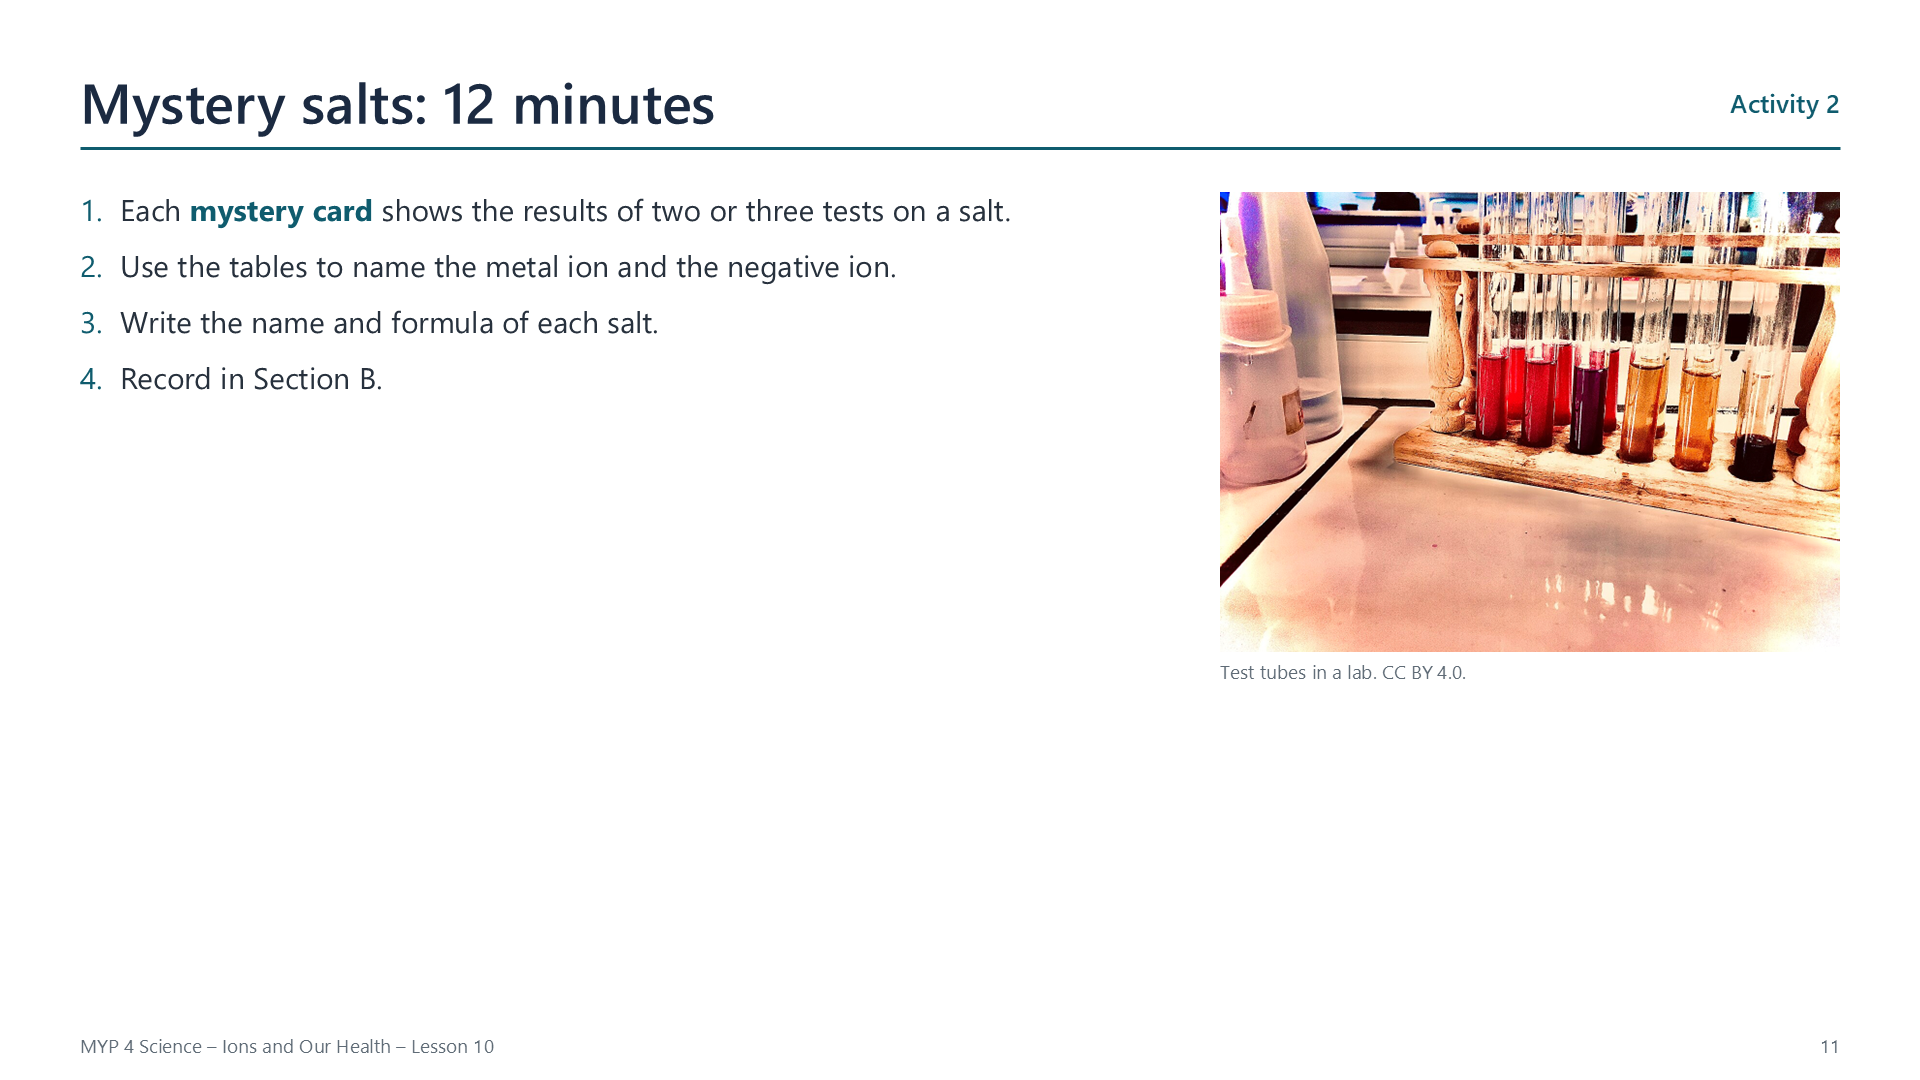 Mystery salts: 12 minutes
Activity 2
1. Each mystery card shows the results of two or three tests on a salt.
2. Use the tables to name the metal ion and the negative ion.
3. Write the name and formula of each salt.
4. Record in Section B.
Test tubes in a lab. CC BY 4.0.
MYP 4 Science – Ions and Our Health – Lesson 10
11